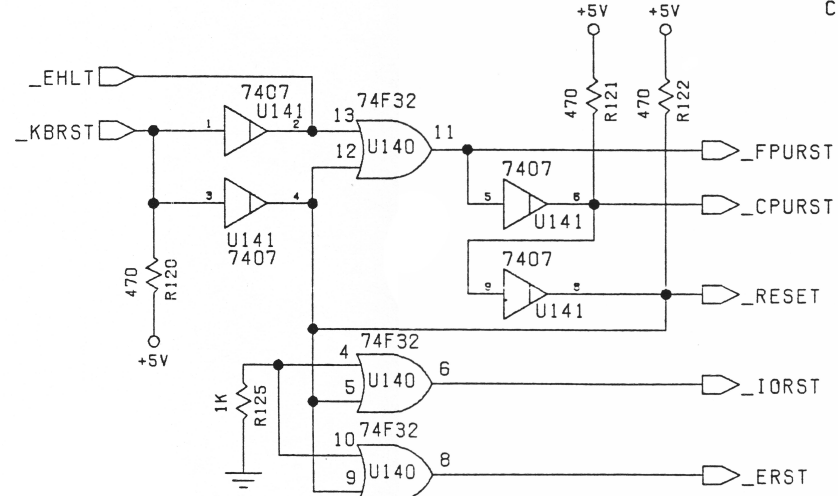 +5V
+5V
C
_EHLT
7407
U141
74F32
470
R121
470
R122
_KBRST
1
2
13
12
U140
11
_FPURST
7407
3
4
5
6
_CPURST
U141
U141
7407
7407
470
R120
9
8
_RESET
U141
+5V
74F32
4
5
U140
6
_IORST
1K
R125
74F32
10
9
U140
8
_ERST